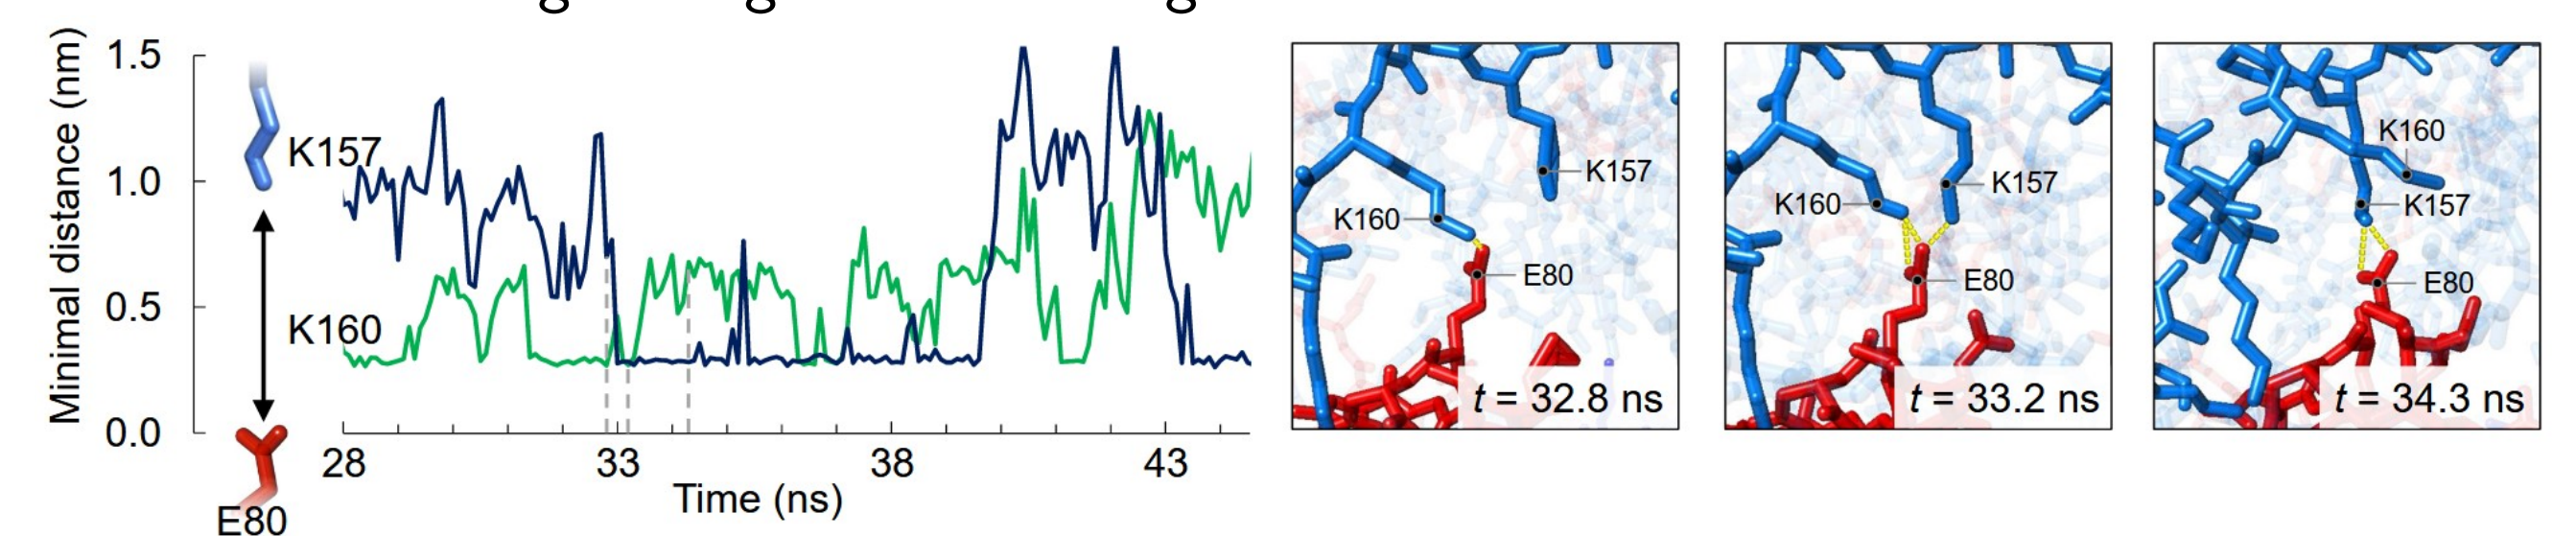 Minimal distance (nm)
1.5
1.0
0.5
0.0
K157
K160
E80
28
33
38
43
Time (ns)
K157
K160
E80
t = 32.8 ns
K160
K157
E80
t = 33.2 ns
K160
K157
E80
t = 34.3 ns